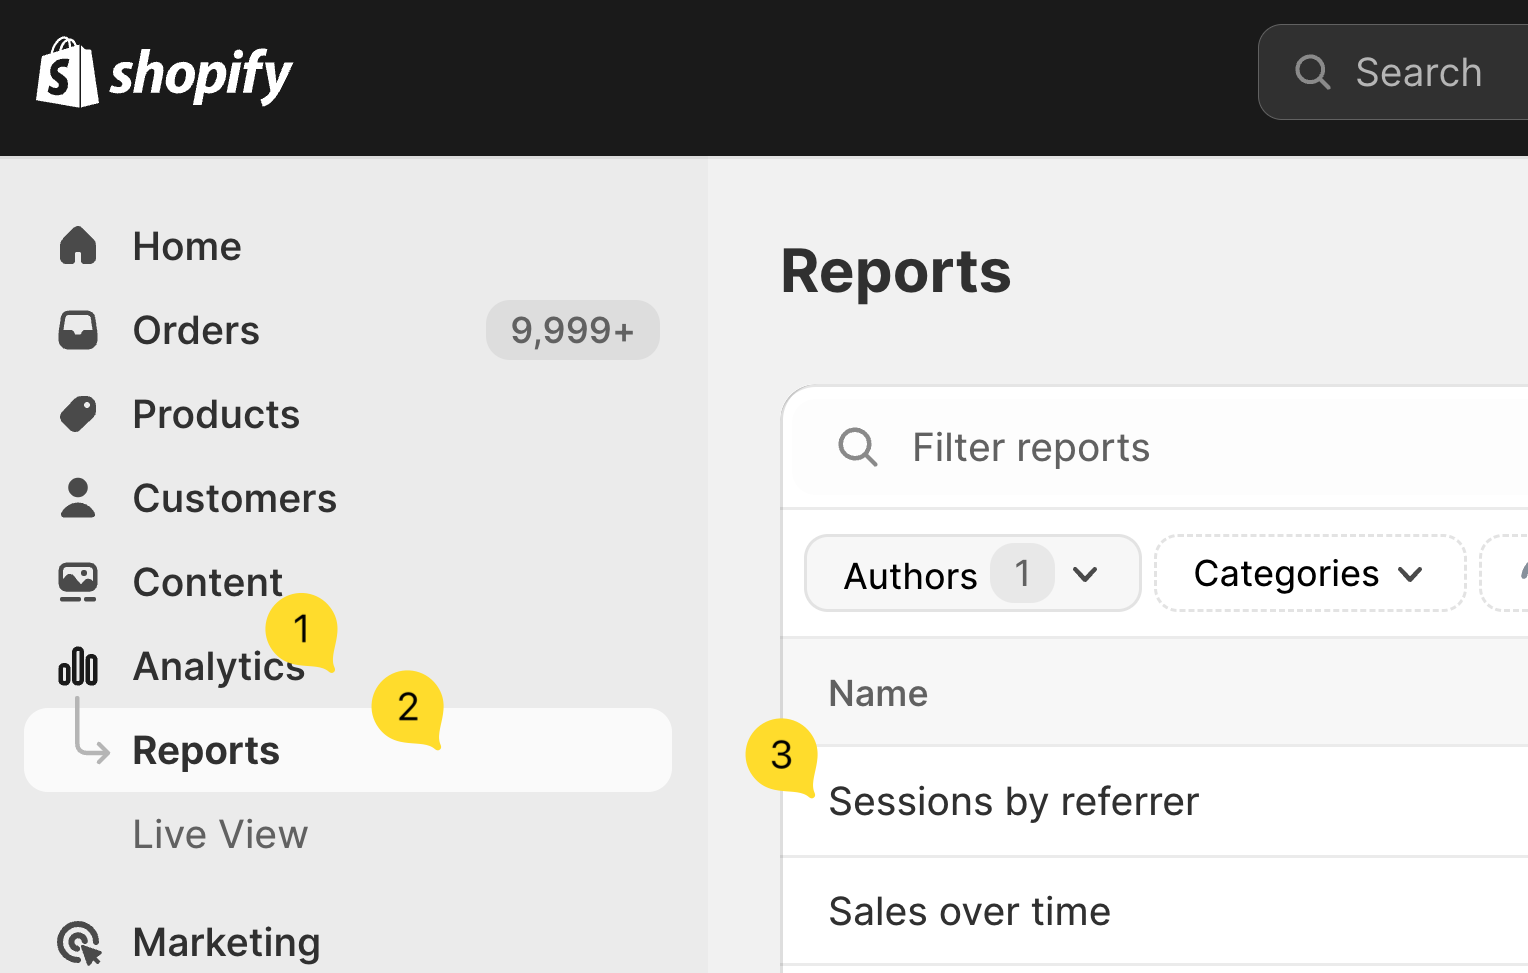 shopify
Search
Home
Orders 9,999+
Products
Customers
Content
1
Analytics
2
Reports
Live View
Marketing
Reports
Filter reports
Authors 1 Categories
Name
3
Sessions by referrer
Sales over time